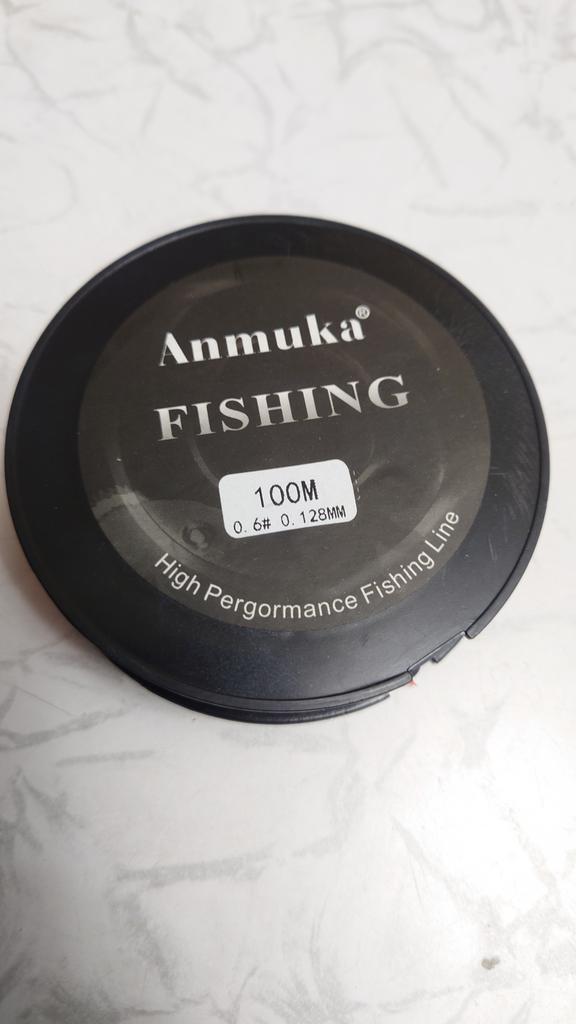 Anmuka®
FISHING
100M
0.6# 0.128MM
High Pergormance Fishing Line